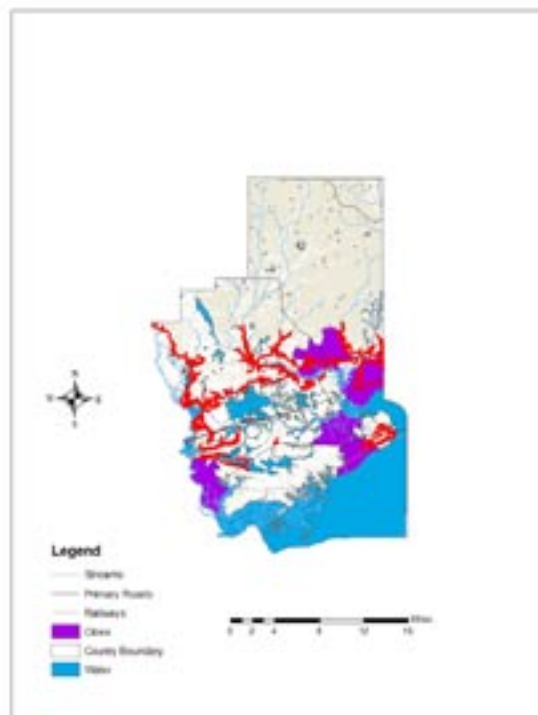 N
S
Legend
Streams
Primary Roads
Railways
Cities
County Boundary
Water
Miles
0 2 4 8 12 16